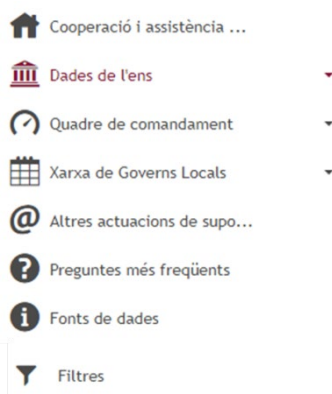 Cooperació i assistència ...
Dades de l'ens
Quadre de comandament
Xarxa de Governs Locals
Altres actuacions de supo...
Preguntes més freqüents
Fonts de dades
Filtres